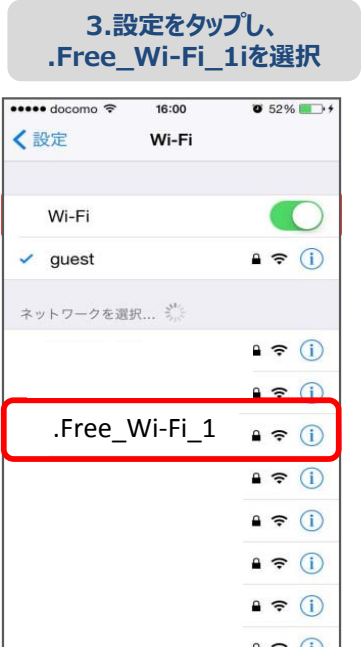 3.設定をタップし、
.Free_Wi-Fi_1iを選択
docomo 16:00 52%
設定 Wi-Fi
Wi-Fi
guest
ネットワークを選択...
.Free_Wi-Fi_1